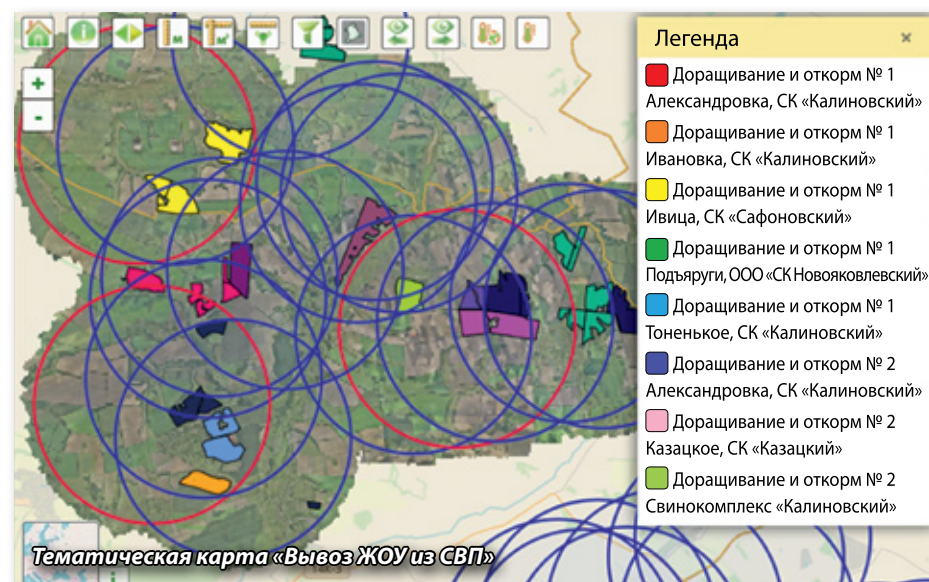 Легенда
Доращивание и откорм № 1
Александровка, СК «Калиновский»
Доращивание и откорм № 1
Ивановка, СК «Калиновский»
Доращивание и откорм № 1
Ивица, СК «Сафоновский»
Доращивание и откорм № 1
Подъяруги, ООО «СК Новояковлевский»
Доращивание и откорм № 1
Тоненькое, СК «Калиновский»
Доращивание и откорм № 2
Александровка, СК «Калиновский»
Доращивание и откорм № 2
Казацкое, СК «Казацкий»
Доращивание и откорм № 2
Свинокомплекс «Калиновский»
Тематическая карта «Вывоз ЖОУ из СВП»